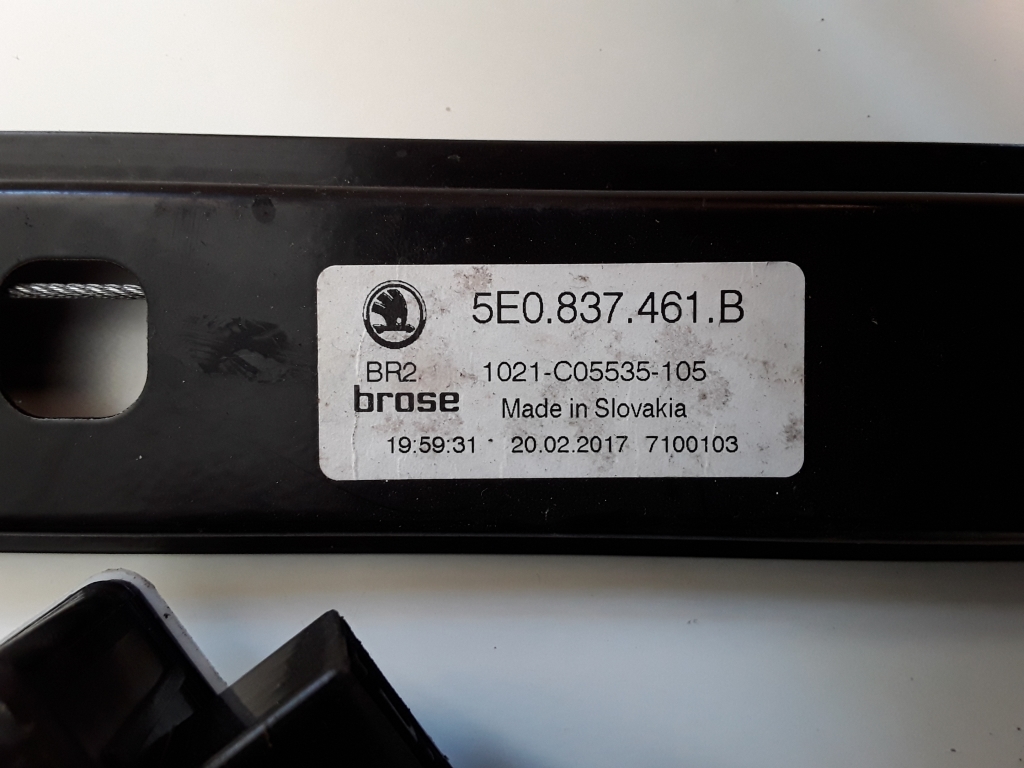 5E0.837.461.B
BR2. 1021-C05535-105
brose Made in Slovakia
19:59:31 20.02.2017 7100103